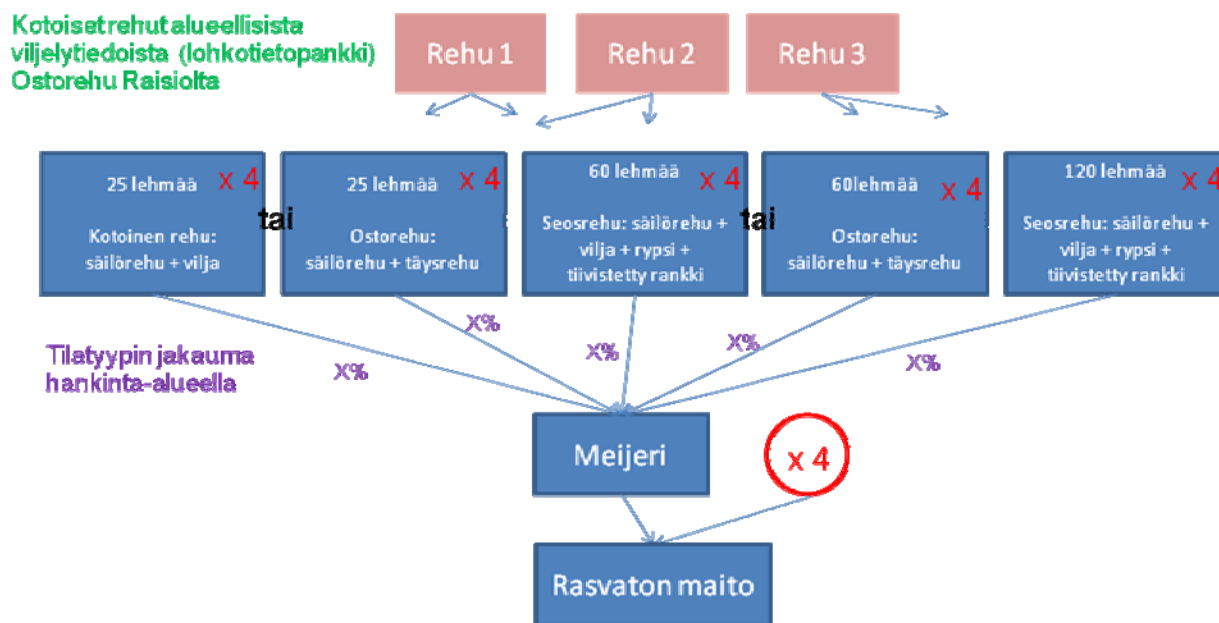 Kotoiset rehut alueellisista
viljelytiedoista (lohkotietopankki)
Ostorehu Raisiolta
Rehu 1
Rehu 2
Rehu 3
25 lehmää
x 4
Kotoinen rehu:
säilörehu + vilja
tai
25 lehmää
x 4
Ostorehu:
säilörehu + täysrehu
60 lehmää
x 4
Seosrehu: säilörehu +
vilja + rypsi +
tiivistetty rankki
tai
60lehmää
x 4
Ostorehu:
säilörehu + täysrehu
120 lehmää
x 4
Seosrehu: säilörehu +
vilja + rypsi +
tiivistetty rankki
Tilatyypin jakauma
hankinta-alueella
X%
X%
X%
X%
X%
Meijeri
x 4
Rasvaton maito